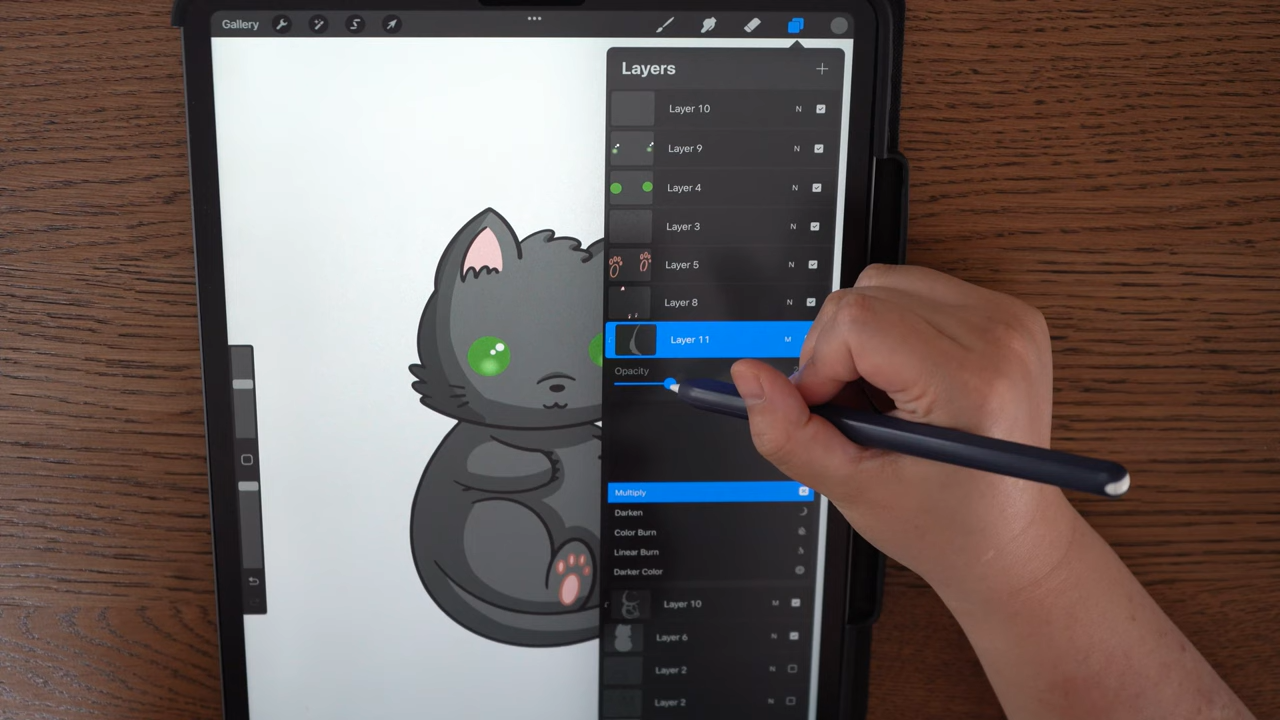 Gallery
Layers
Layer 10 N
Layer 9 N
Layer 4 N
Layer 3 N
Layer 5 N
Layer 8 N
Layer 11 M
Opacity
Multiply
Darken
Color Burn
Linear Burn
Darker Color
Layer 10 M
Layer 6 N
Layer 2 N
Layer 2 N